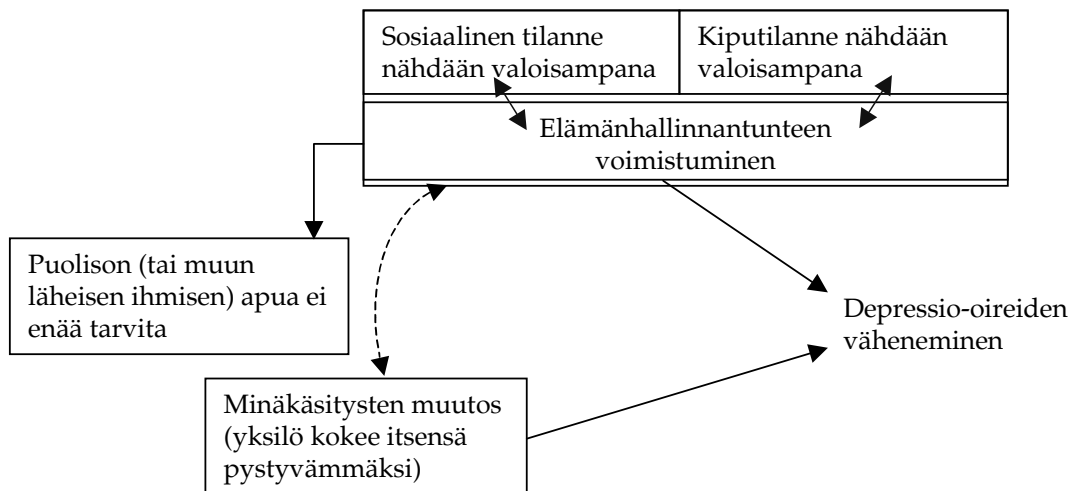 Sosiaalinen tilanne
nähdään valoisampana
Kiputilanne nähdään
valoisampana
Elämänhallinnantunteen
voimistuminen
Puolison (tai muun
läheisen ihmisen) apua ei
enää tarvita
Depressio-oireiden
väheneminen
Minäkäsitysten muutos
(yksilö kokee itsensä
pystyvämmäksi)